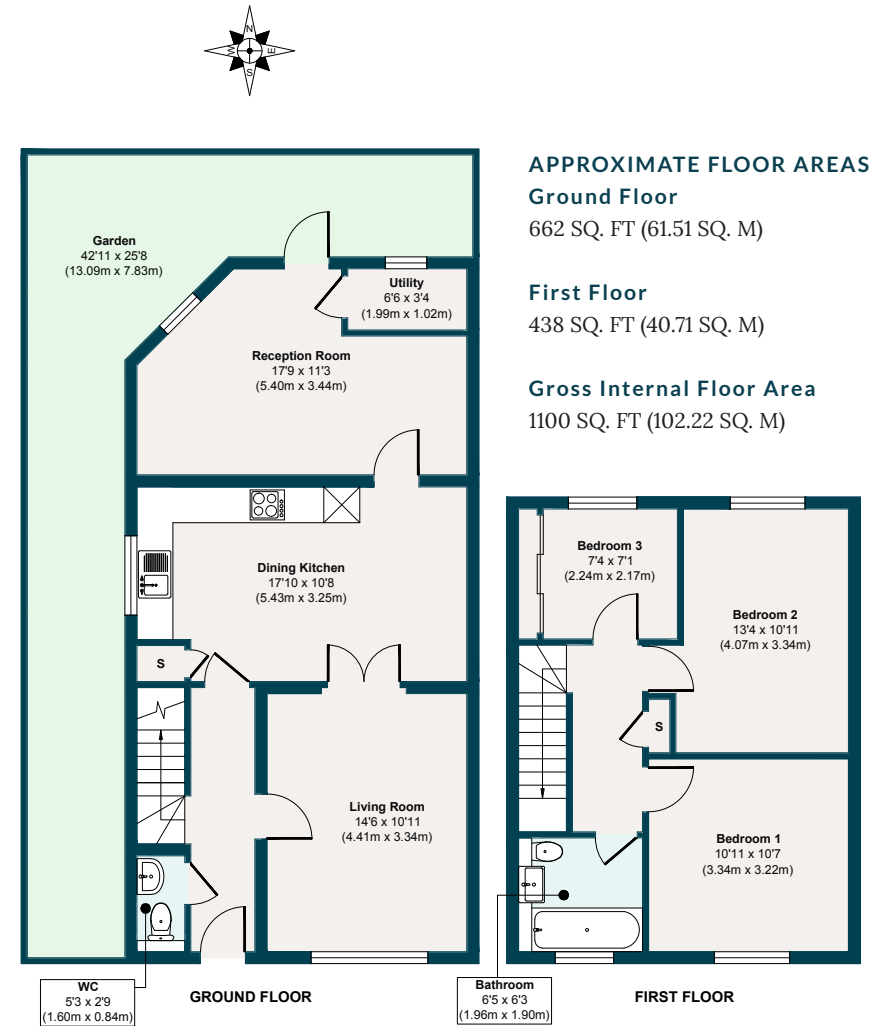 N
W
E
S
APPROXIMATE FLOOR AREAS
Ground Floor
662 SQ. FT (61.51 SQ. M)
First Floor
438 SQ. FT (40.71 SQ. M)
Gross Internal Floor Area
1100 SQ. FT (102.22 SQ. M)
Garden
42'11 x 25'8
(13.09m x 7.83m)
Utility
6'6 x 3'4
(1.99m x 1.02m)
Reception Room
17'9 x 11'3
(5.40m x 3.44m)
Dining Kitchen
17'10 x 10'8
(5.43m x 3.25m)
S
Living Room
14'6 x 10'11
(4.41m x 3.34m)
WC
5'3 x 2'9
(1.60m x 0.84m)
GROUND FLOOR
Bedroom 3
7'4 x 7'1
(2.24m x 2.17m)
Bedroom 2
13'4 x 10'11
(4.07m x 3.34m)
S
Bedroom 1
10'11 x 10'7
(3.34m x 3.22m)
Bathroom
6'5 x 6'3
(1.96m x 1.90m)
FIRST FLOOR